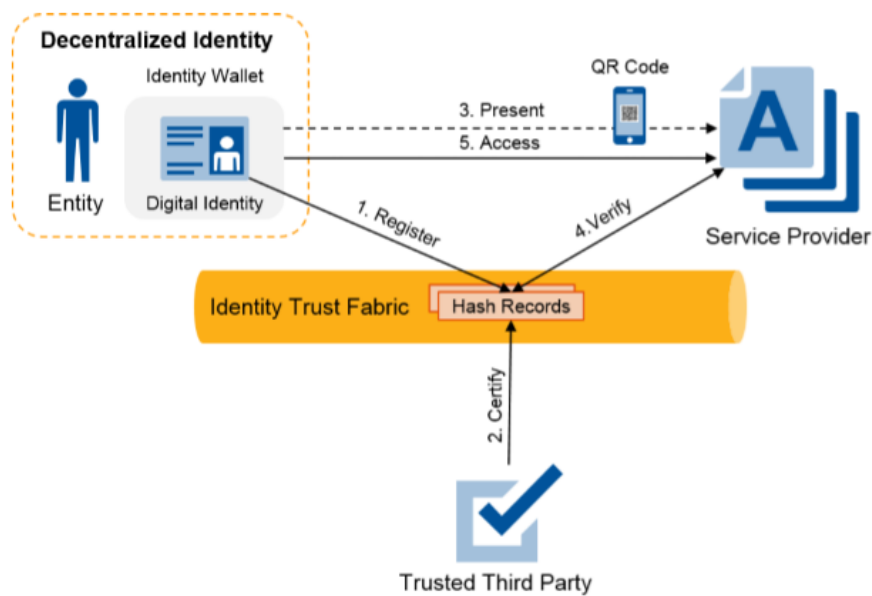 Decentralized Identity
Identity Wallet
Entity
Digital Identity
QR Code
3. Present
5. Access
A
Service Provider
1. Register
4.Verify
Identity Trust Fabric
Hash Records
2. Certify
Trusted Third Party